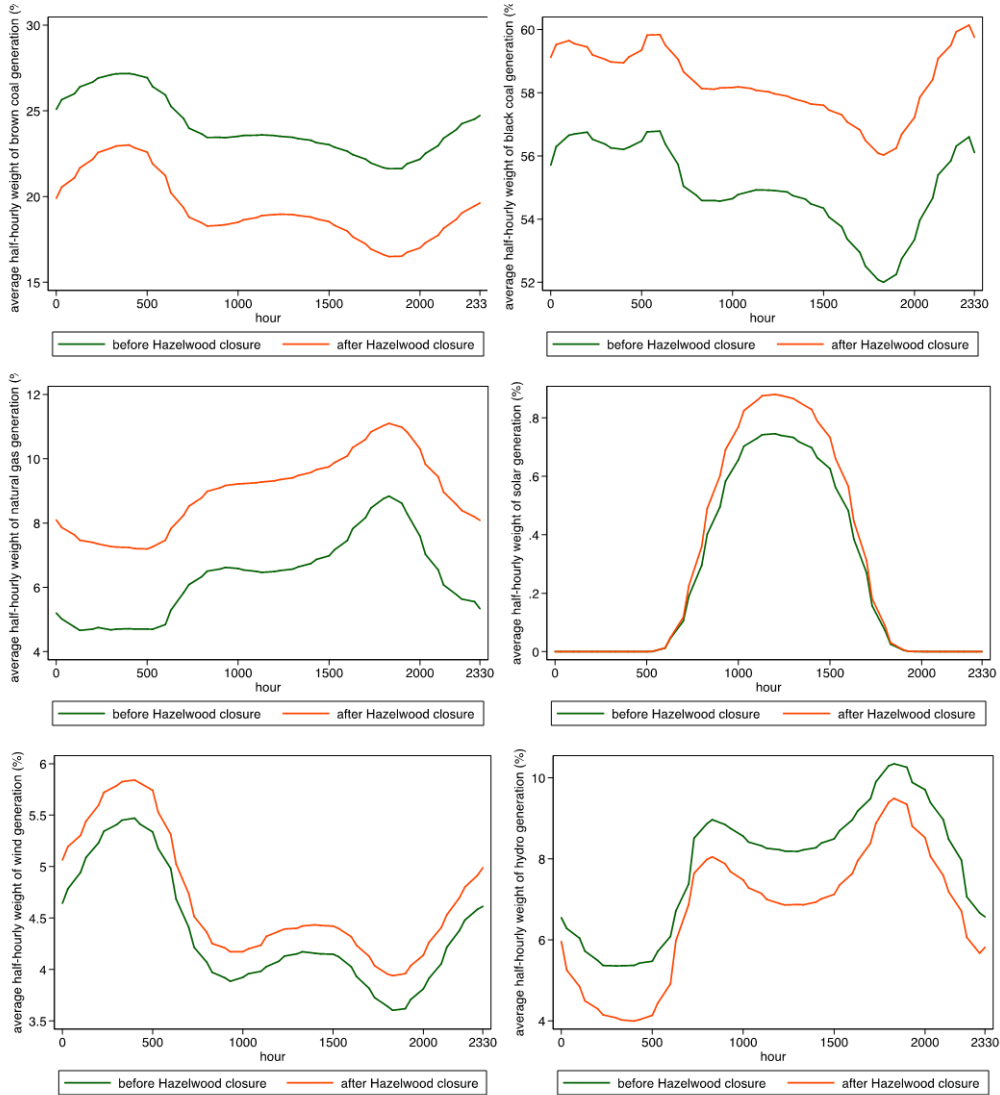 average half-hourly weight of brown coal generation (%
30
25
20
15
0
500
1000
1500
2000
2330
hour
before Hazelwood closure
after Hazelwood closure
average half-hourly weight of black coal generation (%)
60
58
56
54
52
0
500
1000
1500
2000
2330
hour
before Hazelwood closure
after Hazelwood closure
average half-hourly weight of natural gas generation (%
12
10
8
6
4
0
500
1000
1500
2000
2330
hour
before Hazelwood closure
after Hazelwood closure
average half-hourly weight of solar generation (%)
.8
.6
.4
.2
0
0
500
1000
1500
2000
2330
hour
before Hazelwood closure
after Hazelwood closure
average half-hourly weight of wind generation (%)
6
5.5
5
4.5
4
3.5
0
500
1000
1500
2000
2330
hour
before Hazelwood closure
after Hazelwood closure
average half-hourly weight of hydro generation (%)
10
8
6
4
0
500
1000
1500
2000
2330
hour
before Hazelwood closure
after Hazelwood closure